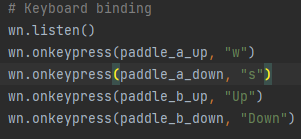 # Keyboard binding
wn.listen()
wn.onkeypress(paddle_a_up, "w")
wn.onkeypress(paddle_a_down, "s")
wn.onkeypress(paddle_b_up, "Up")
wn.onkeypress(paddle_b_down, "Down")